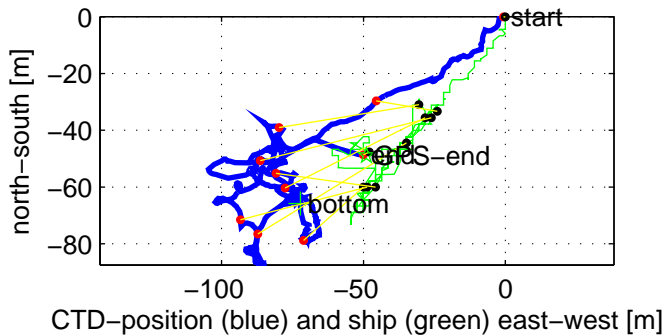 0
−20
−40
−60
−80
north−south [m]
start
end
GPS−end
bottom
−100
−50
0
CTD−position (blue) and ship (green) east−west [m]